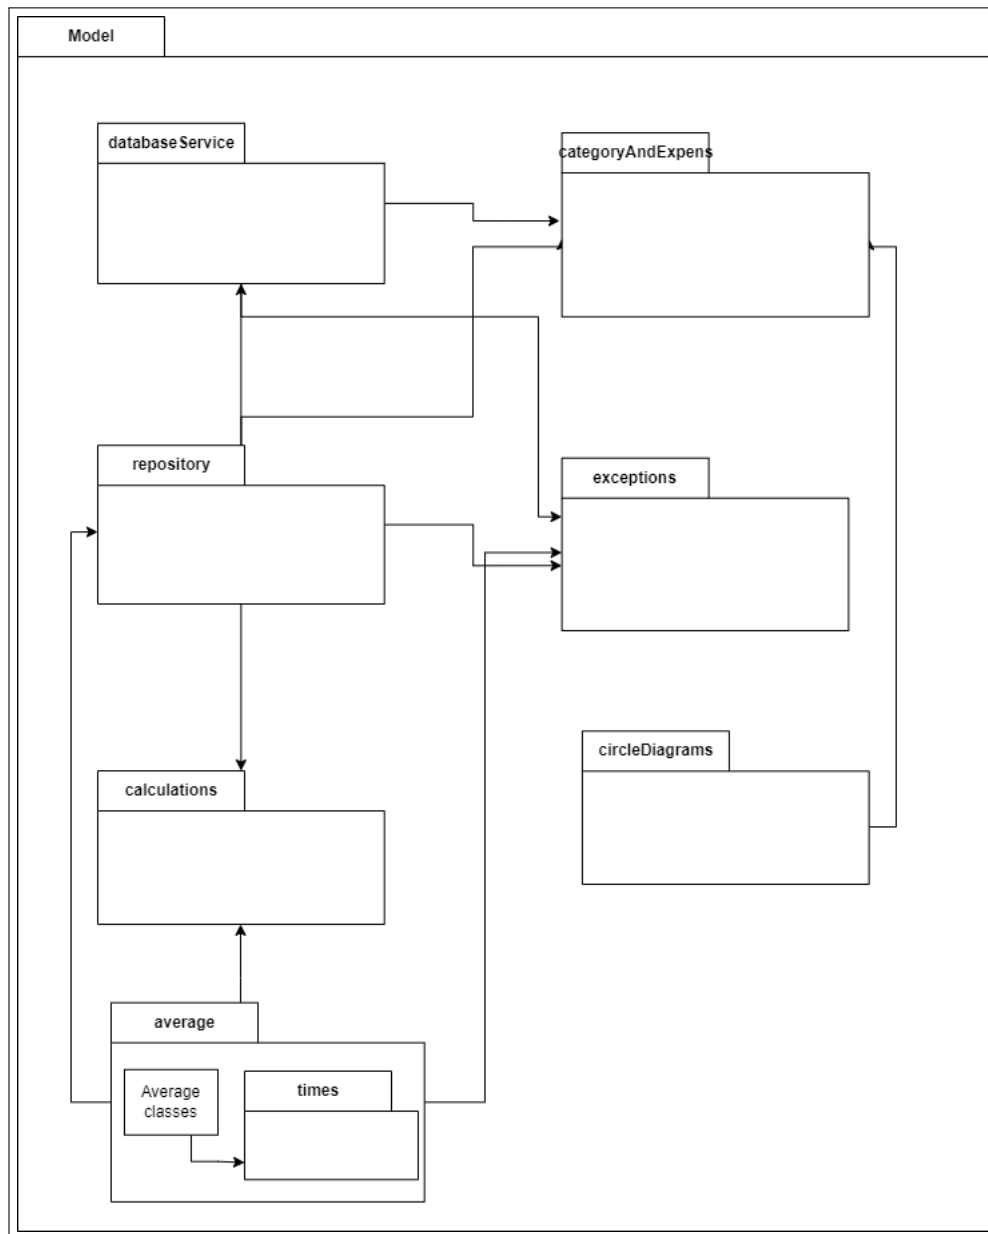 Model
databaseService
categoryAndExpens
repository
exceptions
circleDiagrams
calculations
average
Average
classes
times